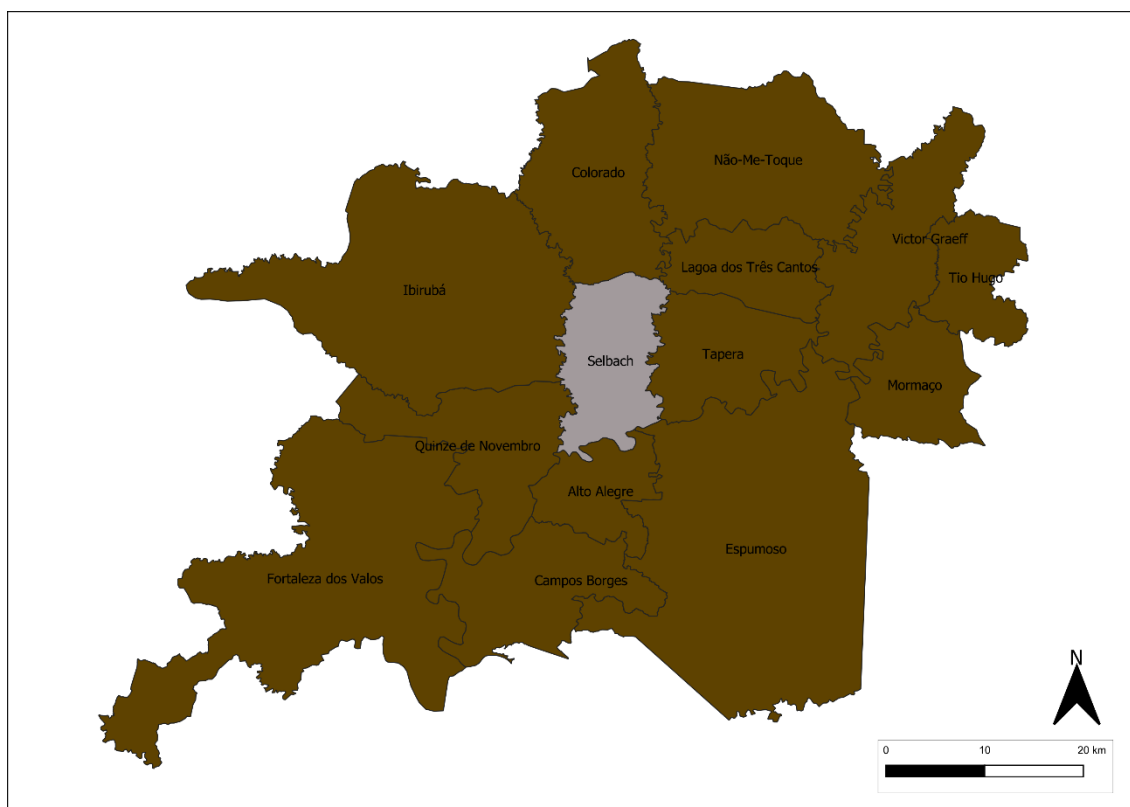 Não-Me-Toque
Colorado
Victor Graeff
Lagoa dos Três Cantos
Tio Hugo
Ibirubá
Selbach
Tapera
Mormaço
Quinze de Novembro
Alto Alegre
Espumoso
Fortaleza dos Valos
Campos Borges
N
0 10 20 km